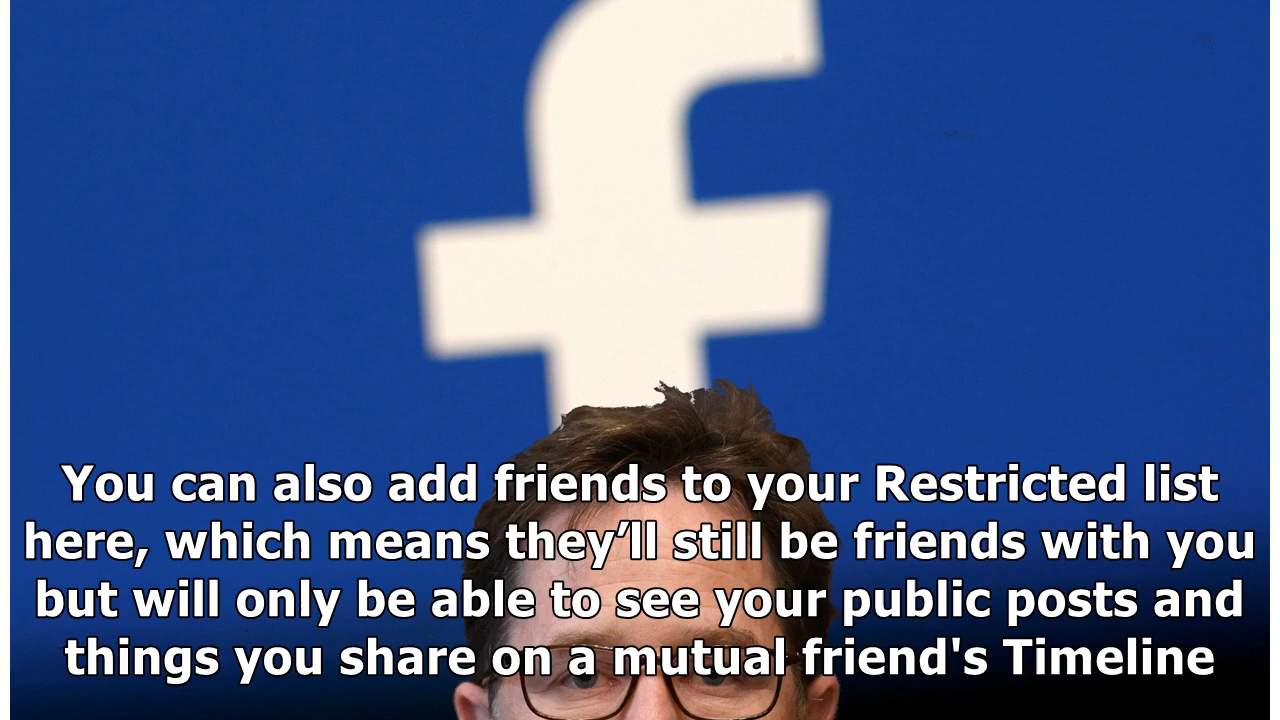 You can also add friends to your Restricted list
here, which means they’ll still be friends with you
but will only be able to see your public posts and
things you share on a mutual friend's Timeline